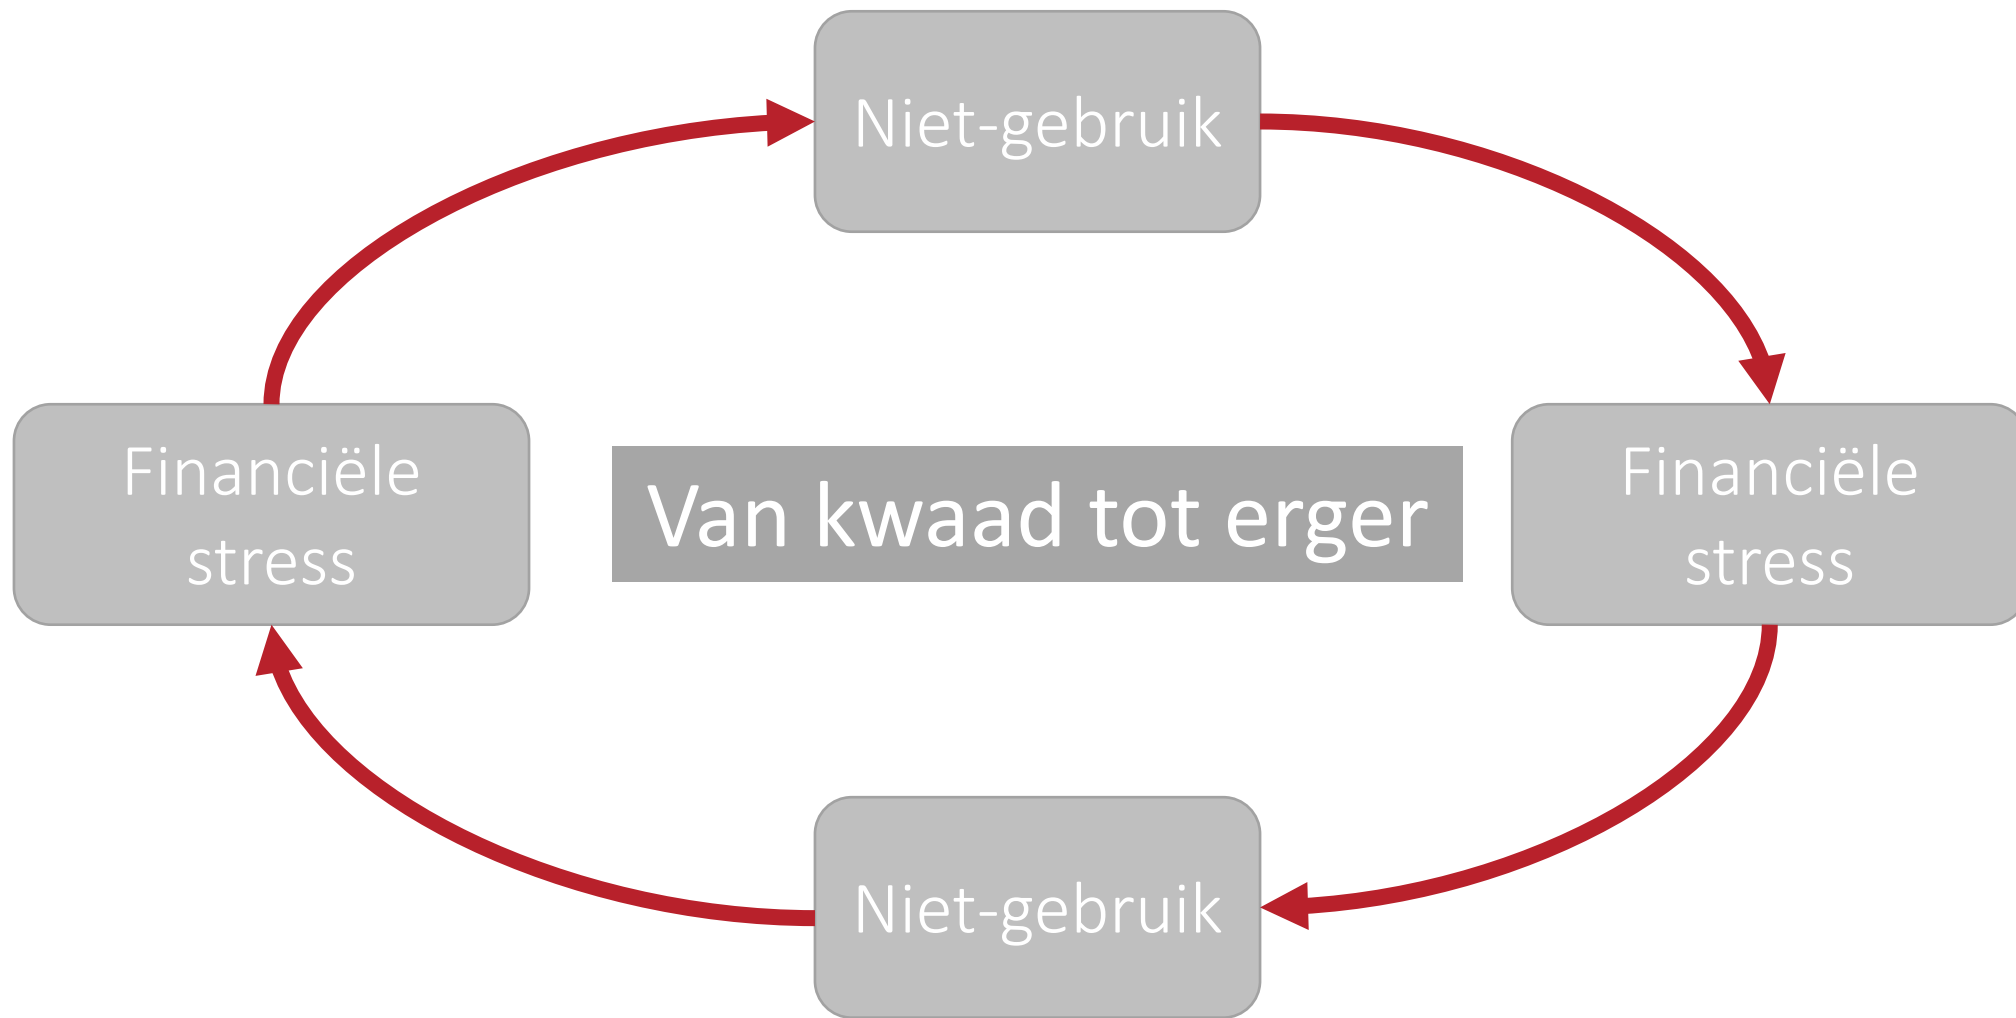 Niet-gebruik
Financiële
stress
Van kwaad tot erger
Financiële
stress
Niet-gebruik